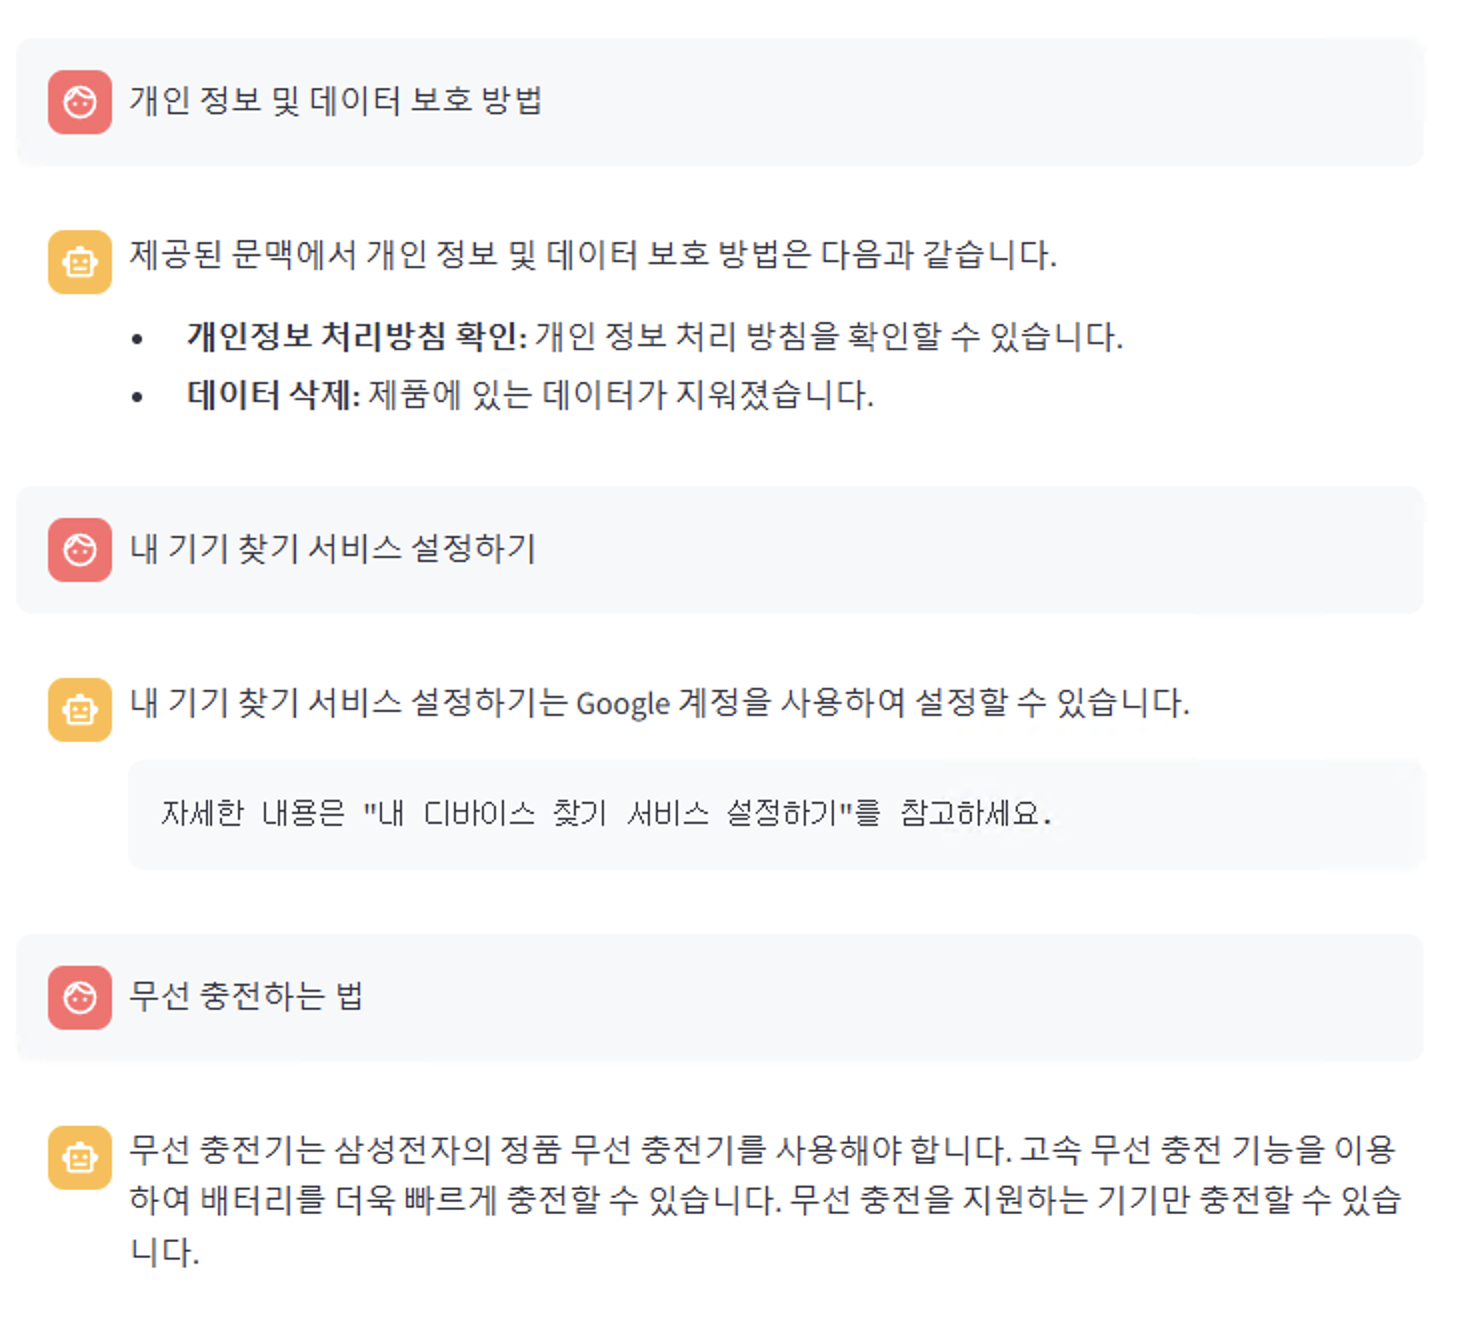 개인 정보 및 데이터 보호 방법
제공된 문맥에서 개인 정보 및 데이터 보호 방법은 다음과 같습니다.
• 개인정보 처리방침 확인: 개인 정보 처리 방침을 확인할 수 있습니다.
• 데이터 삭제: 제품에 있는 데이터가 지워졌습니다.
내 기기 찾기 서비스 설정하기
내 기기 찾기 서비스 설정하기는 Google 계정을 사용하여 설정할 수 있습니다.
자세한 내용은 "내 디바이스 찾기 서비스 설정하기"를 참고하세요.
무선 충전하는 법
무선 충전기는 삼성전자의 정품 무선 충전기를 사용해야 합니다. 고속 무선 충전 기능을 이용
하여 배터리를 더욱 빠르게 충전할 수 있습니다. 무선 충전을 지원하는 기기만 충전할 수 있습
니다.